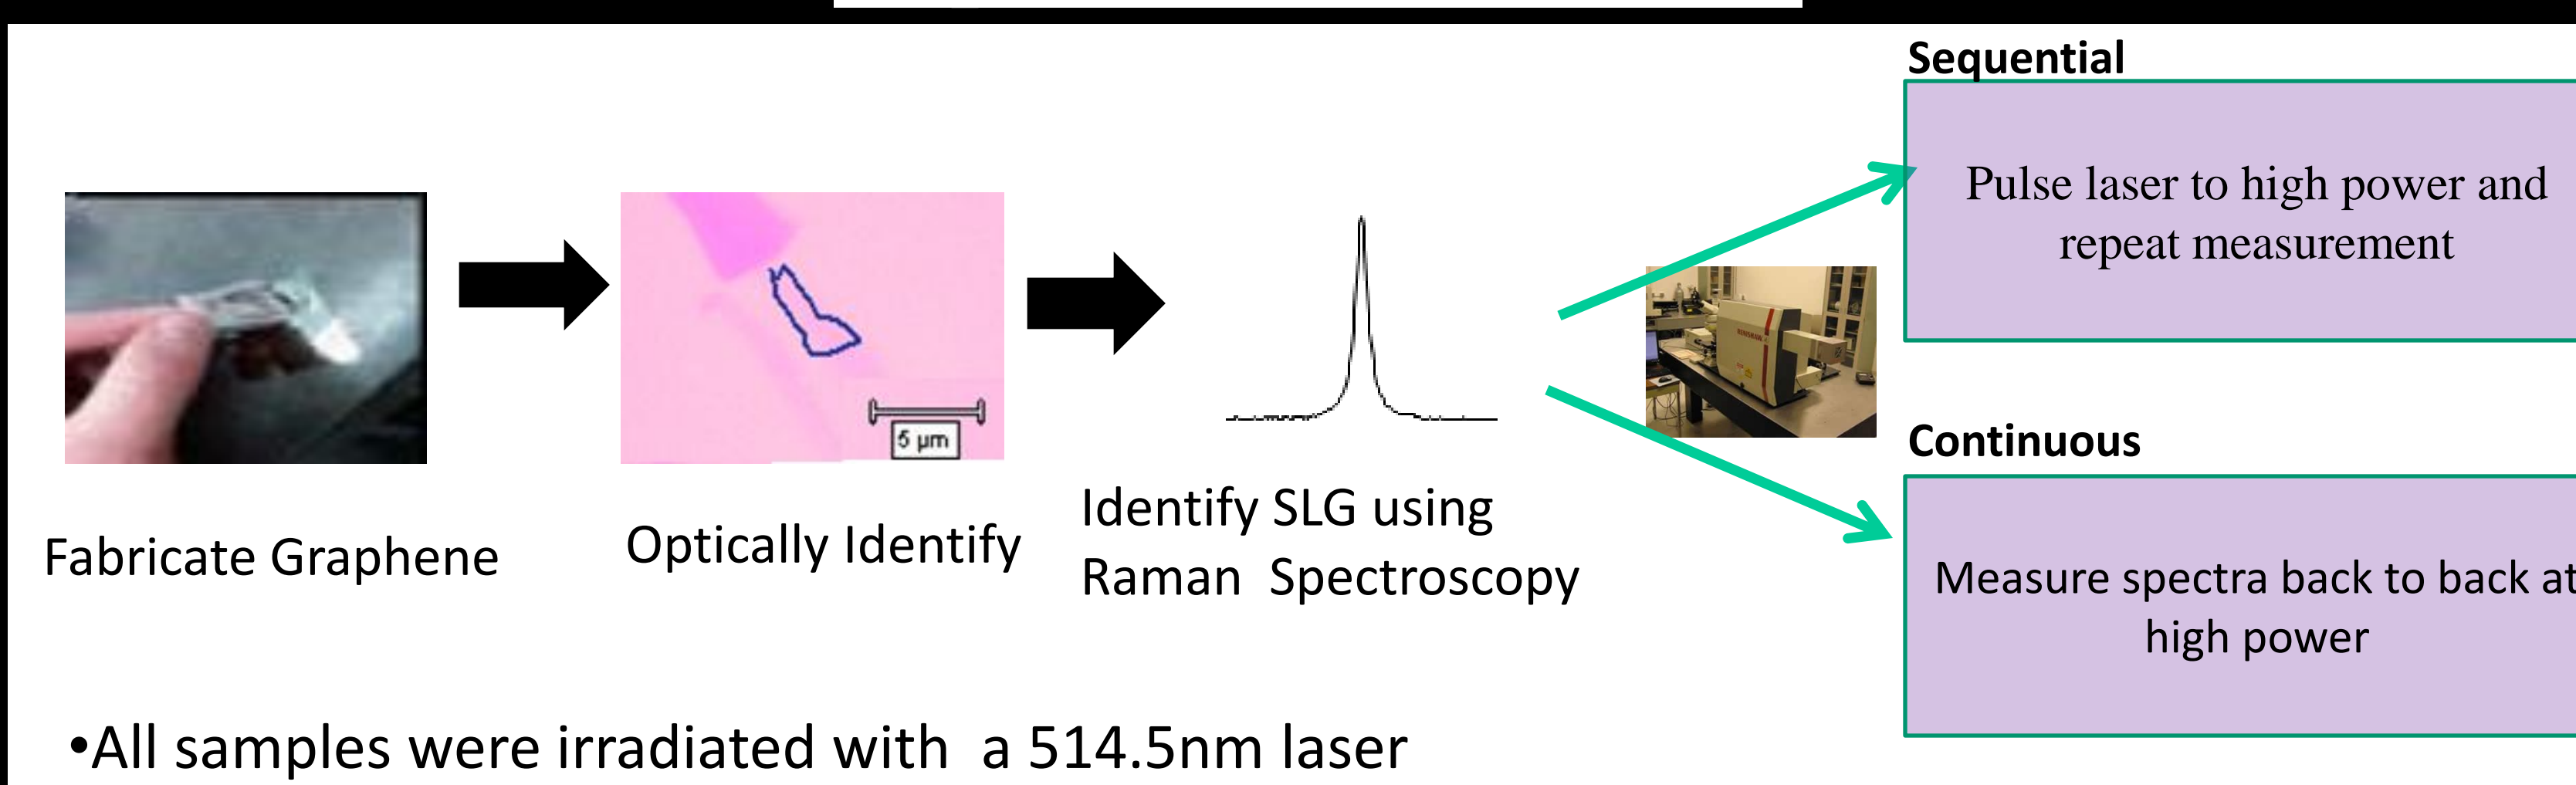 Sequential
Pulse laser to high power and
repeat measurement
5 µm
RENISHAW
Continuous
Fabricate Graphene
Optically Identify
Identify SLG using
Raman  Spectroscopy
Measure spectra back to back at
high power
•All samples were irradiated with  a 514.5nm laser